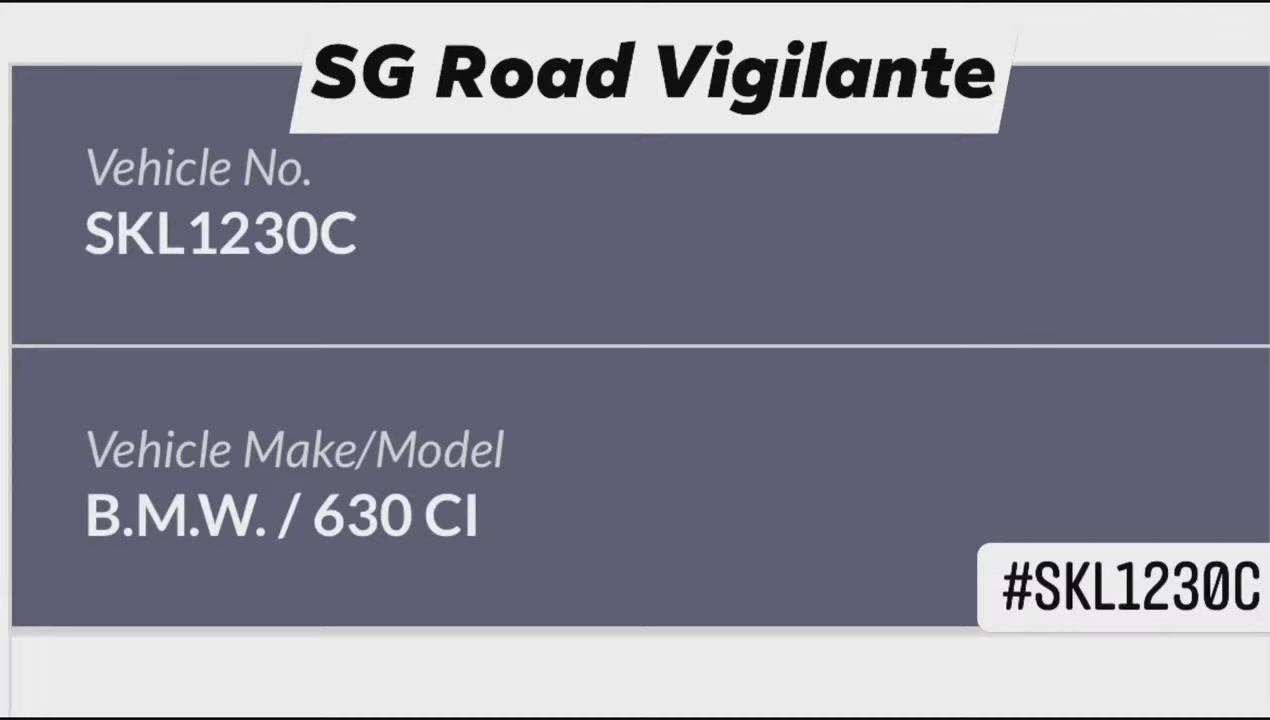 SG Road Vigilante
Vehicle No.
SKL1230C
Vehicle Make/Model
B.M.W. / 630 CI
#SKL1230C